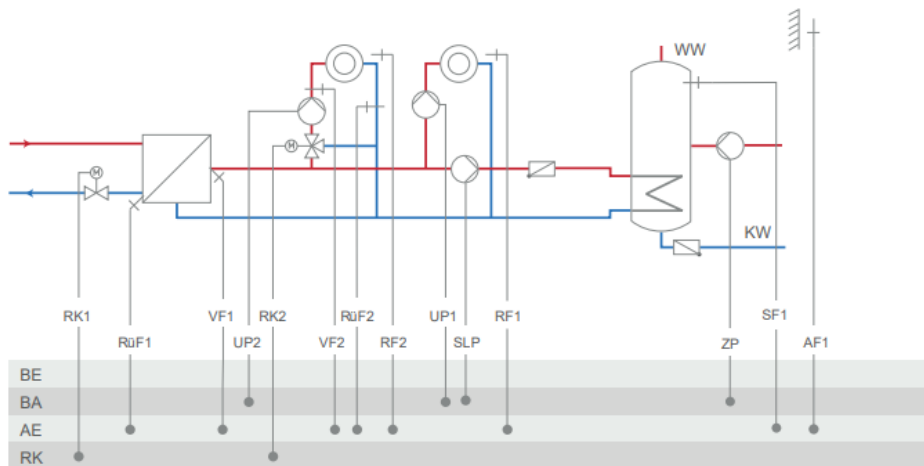 WW
M
M
KW
RK1 VF1 RK2 RüF2 UP1 RF1 SF1
RüF1 UP2 VF2 RF2 SLP ZP AF1
BE
BA
AE
RK